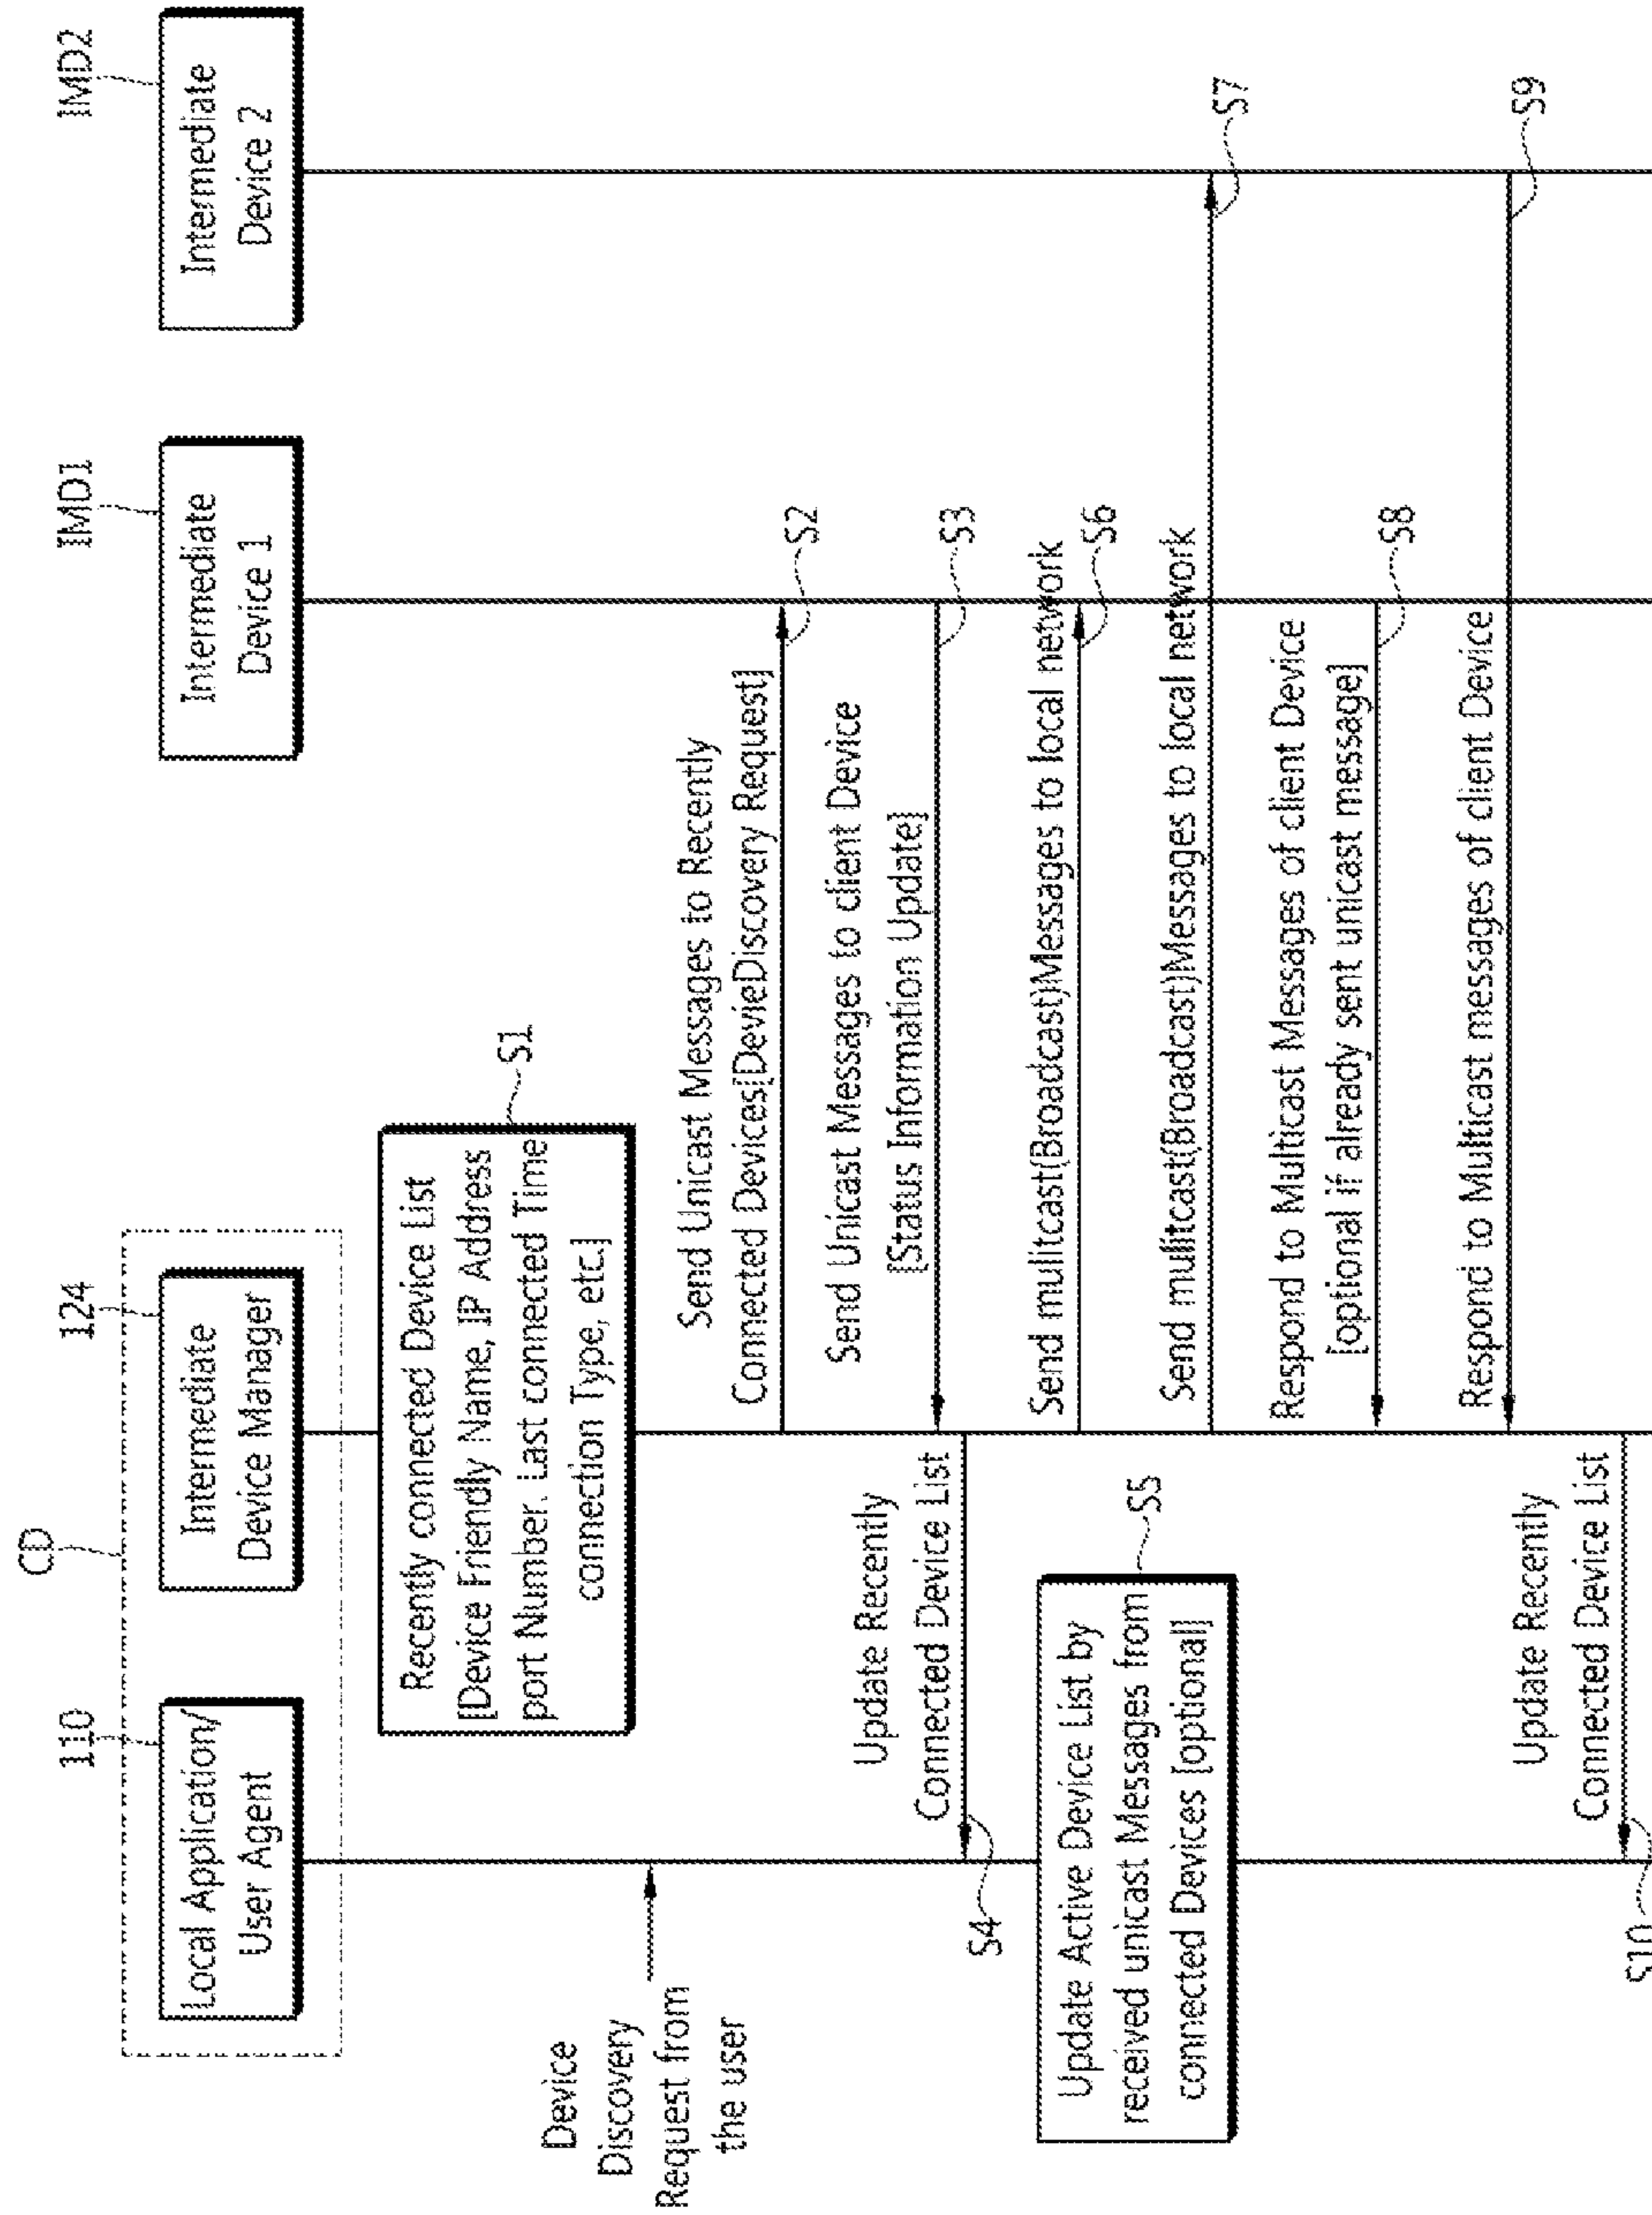 CD
110
Local Application/
User Agent
124
Intermediate
Device Manager
IMD1
Intermediate
Device 1
IMD2
Intermediate
Device 2
S1
Recently connected Device List
[Device Friendly Name, IP Address
port Number. Last connected Time
connection Type, etc.]
Device
Discovery
Request from
the user
Send Unicast Messages to Recently
Connected Devices[DevieDiscovery Request]
S2
Send Unicast Messages to client Device
[Status Information Update]
S3
Update Recently
Connected Device List
S4
Update Active Device List by
received unicast Messages from
connected Devices [optional]
S5
Send mulitcast(Broadcast)Messages to local network
S6
Send mulitcast(Broadcast)Messages to local network
S7
Respond to Multicast Messages of client Device
[optional if already sent unicast message]
S8
Respond to Multicast messages of client Device
S9
Update Recently
Connected Device List
S10